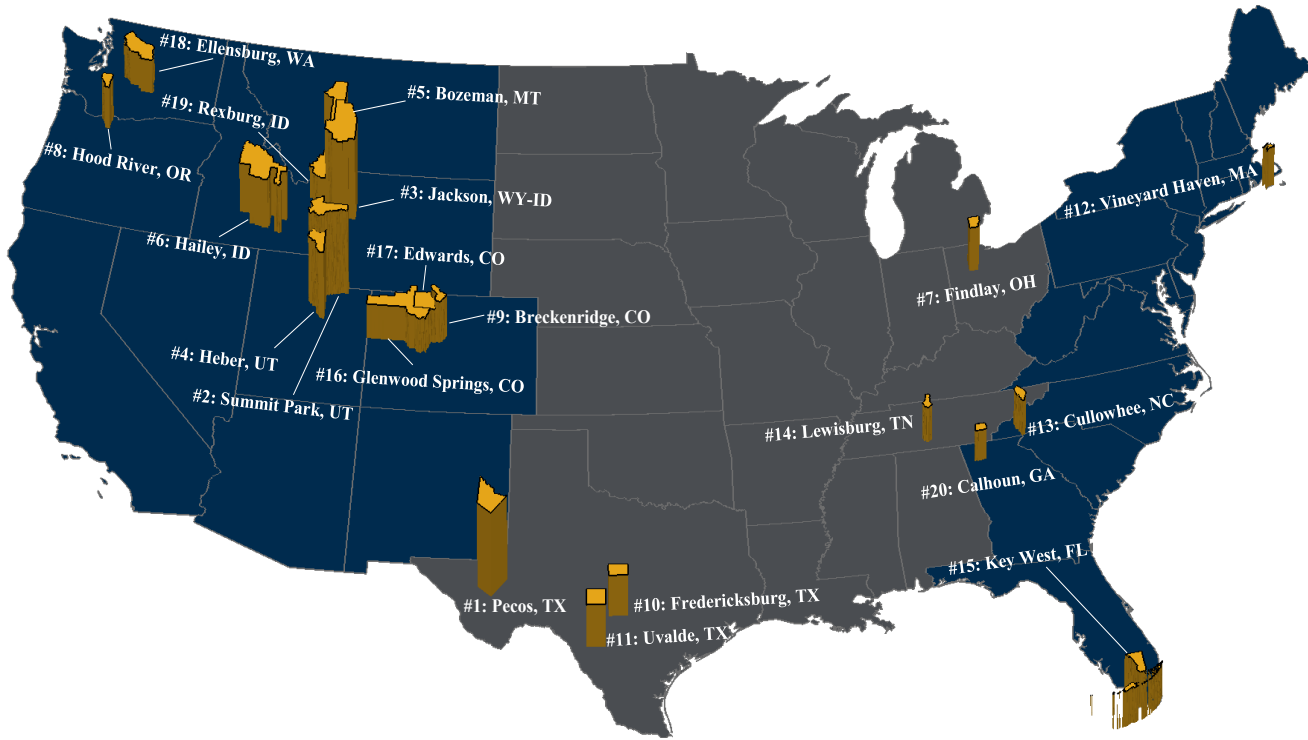 #18: Ellensburg, WA
#5: Bozeman, MT
#19: Rexburg, ID
#8: Hood River, OR
#12: Vineyard Haven, MA
#3: Jackson, WY-ID
#6: Hailey, ID
#17: Edwards, CO
#7: Findlay, OH
#9: Breckenridge, CO
#4: Heber, UT
#16: Glenwood Springs, CO
#2: Summit Park, UT
#14: Lewisburg, TN
#13: Cullowhee, NC
#20: Calhoun, GA
#15: Key West, FL
#1: Pecos, TX
#10: Fredericksburg, TX
#11: Uvalde, TX